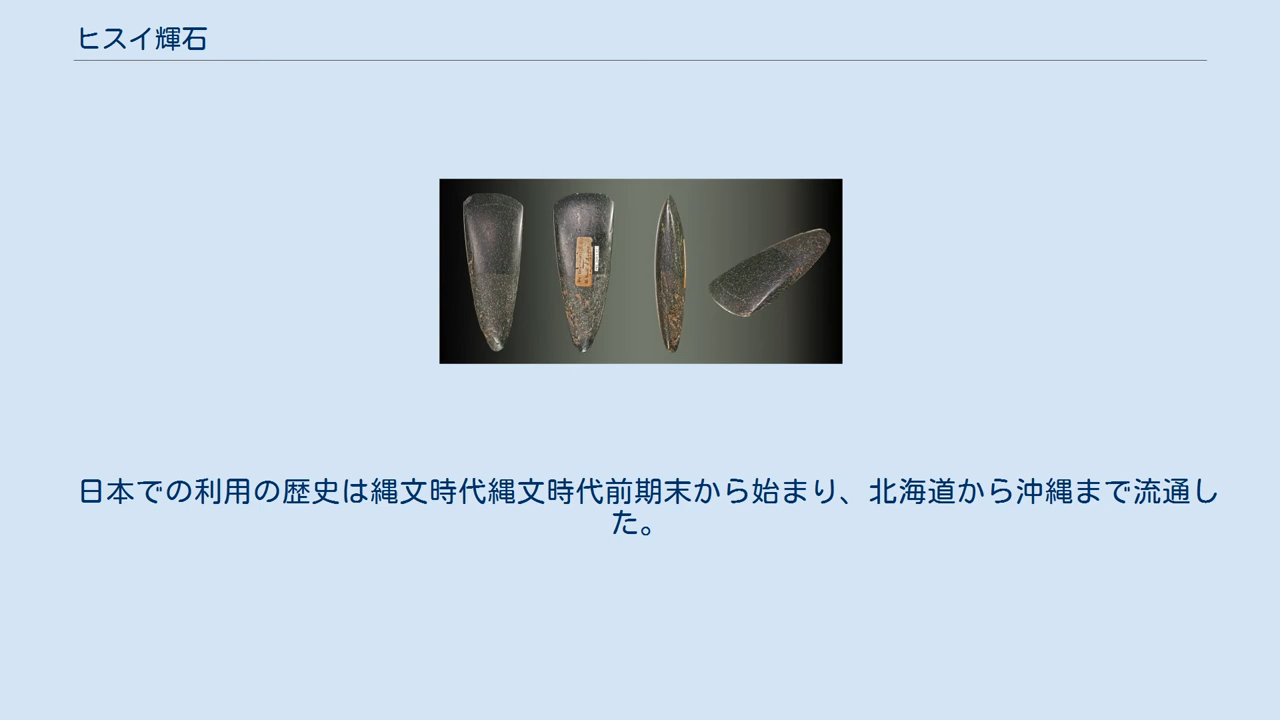 ヒスイ輝石
日本での利用の歴史は縄文時代縄文時代前期末から始まり、北海道から沖縄まで流通し
た。